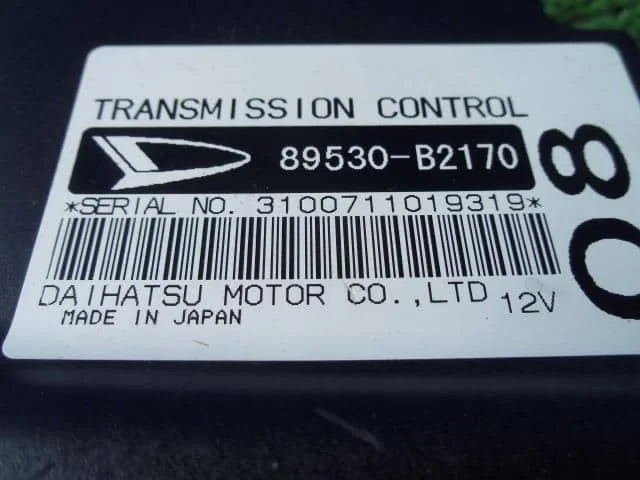 TRANSMISSION CONTROL
89530-B2170
*SERIAL NO. 3100711019319*
DAIHATSU MOTOR CO.,LTD 12V
MADE IN JAPAN
08